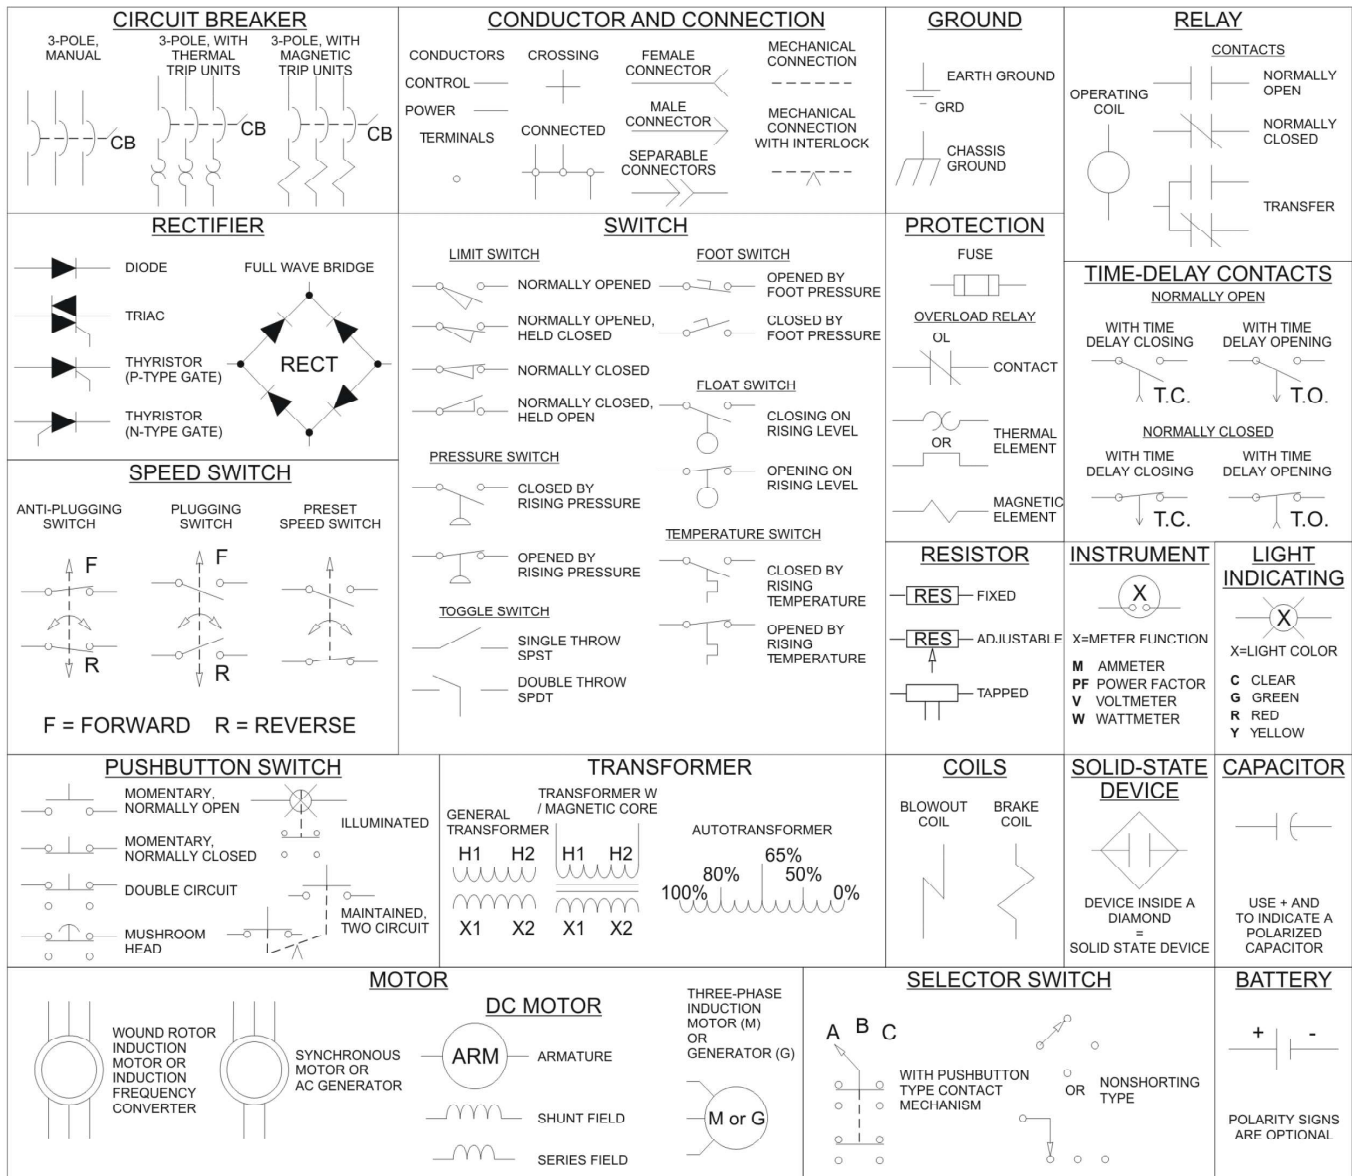 CIRCUIT BREAKER
3-POLE,
MANUAL
3-POLE, WITH
THERMAL
TRIP UNITS
3-POLE, WITH
MAGNETIC
TRIP UNITS
CB
CB
CB
CONDUCTOR AND CONNECTION
CONDUCTORS
CONTROL
POWER
TERMINALS
CROSSING
CONNECTED
FEMALE
CONNECTOR
MALE
CONNECTOR
SEPARABLE
CONNECTORS
MECHANICAL
CONNECTION
MECHANICAL
CONNECTION
WITH INTERLOCK
GROUND
EARTH GROUND
GRD
CHASSIS
GROUND
RELAY
CONTACTS
OPERATING
COIL
NORMALLY
OPEN
NORMALLY
CLOSED
TRANSFER
RECTIFIER
DIODE
TRIAC
THYRISTOR
(P-TYPE GATE)
THYRISTOR
(N-TYPE GATE)
FULL WAVE BRIDGE
RECT
SWITCH
LIMIT SWITCH
NORMALLY OPENED
NORMALLY OPENED,
HELD CLOSED
NORMALLY CLOSED
NORMALLY CLOSED,
HELD OPEN
PRESSURE SWITCH
CLOSED BY
RISING PRESSURE
OPENED BY
RISING PRESSURE
TOGGLE SWITCH
SINGLE THROW
SPST
DOUBLE THROW
SPDT
FOOT SWITCH
OPENED BY
FOOT PRESSURE
CLOSED BY
FOOT PRESSURE
FLOAT SWITCH
CLOSING ON
RISING LEVEL
OPENING ON
RISING LEVEL
TEMPERATURE SWITCH
CLOSED BY
RISING
TEMPERATURE
OPENED BY
RISING
TEMPERATURE
PROTECTION
FUSE
OVERLOAD RELAY
OL
CONTACT
OR
THERMAL
ELEMENT
MAGNETIC
ELEMENT
TIME-DELAY CONTACTS
NORMALLY OPEN
WITH TIME
DELAY CLOSING
T.C.
WITH TIME
DELAY OPENING
T.O.
NORMALLY CLOSED
WITH TIME
DELAY CLOSING
T.C.
WITH TIME
DELAY OPENING
T.O.
SPEED SWITCH
ANTI-PLUGGING
SWITCH
PLUGGING
SWITCH
PRESET
SPEED SWITCH
F
R
F
R
F = FORWARD R = REVERSE
RESISTOR
RES FIXED
RES ADJUSTABLE
TAPPED
INSTRUMENT
X
X=METER FUNCTION
M AMMETER
PF POWER FACTOR
V VOLTMETER
W WATTMETER
LIGHT
INDICATING
X
X=LIGHT COLOR
C CLEAR
G GREEN
R RED
Y YELLOW
PUSHBUTTON SWITCH
MOMENTARY,
NORMALLY OPEN
MOMENTARY,
NORMALLY CLOSED
DOUBLE CIRCUIT
MUSHROOM
HEAD
ILLUMINATED
MAINTAINED,
TWO CIRCUIT
TRANSFORMER
GENERAL
TRANSFORMER
H1 H2
X1 X2
TRANSFORMER W
/ MAGNETIC CORE
H1 H2
X1 X2
AUTOTRANSFORMER
100% 80% 65% 50% 0%
COILS
BLOWOUT
COIL
BRAKE
COIL
SOLID-STATE
DEVICE
DEVICE INSIDE A
DIAMOND
=
SOLID STATE DEVICE
CAPACITOR
USE + AND
TO INDICATE A
POLARIZED
CAPACITOR
MOTOR
WOUND ROTOR
INDUCTION
MOTOR OR
INDUCTION
FREQUENCY
CONVERTER
SYNCHRONOUS
MOTOR OR
AC GENERATOR
DC MOTOR
ARM ARMATURE
SHUNT FIELD
SERIES FIELD
THREE-PHASE
INDUCTION
MOTOR (M)
OR
GENERATOR (G)
M or G
SELECTOR SWITCH
A B C
WITH PUSHBUTTON
TYPE CONTACT
MECHANISM
OR
NONSHORTING
TYPE
BATTERY
+ -
POLARITY SIGNS
ARE OPTIONAL